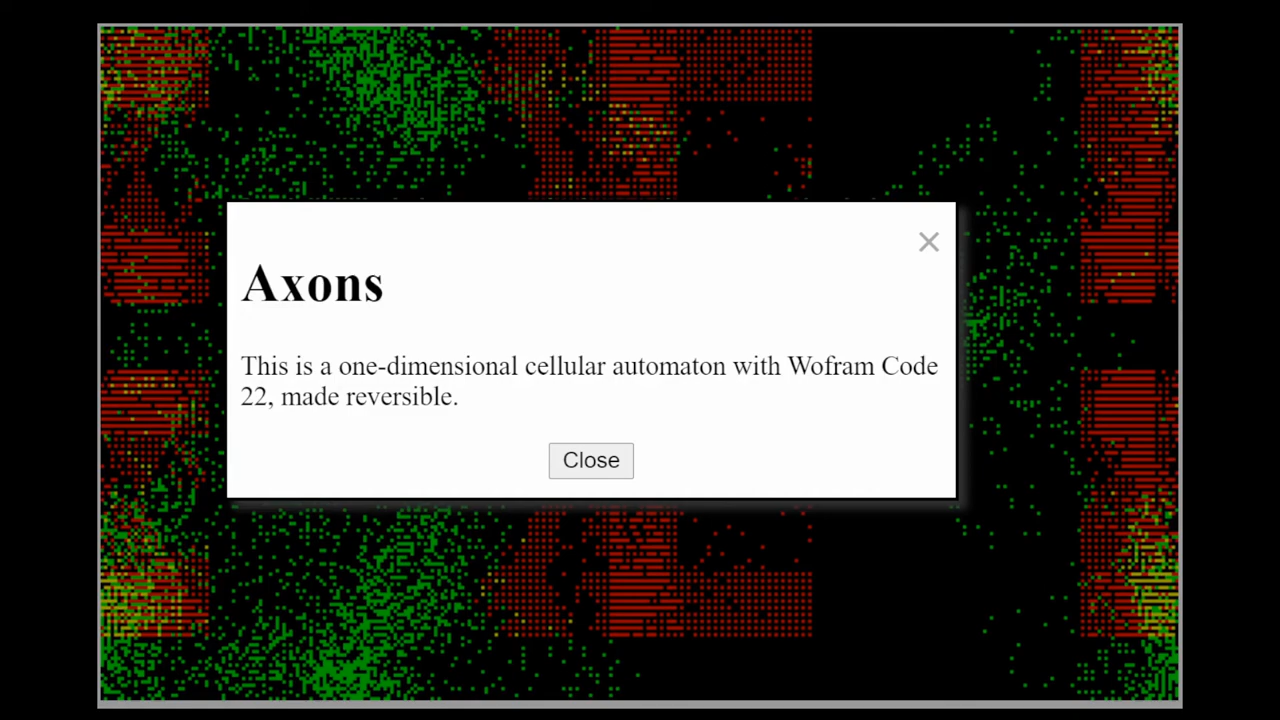 Axons
This is a one-dimensional cellular automaton with Wofram Code
22, made reversible.
Close